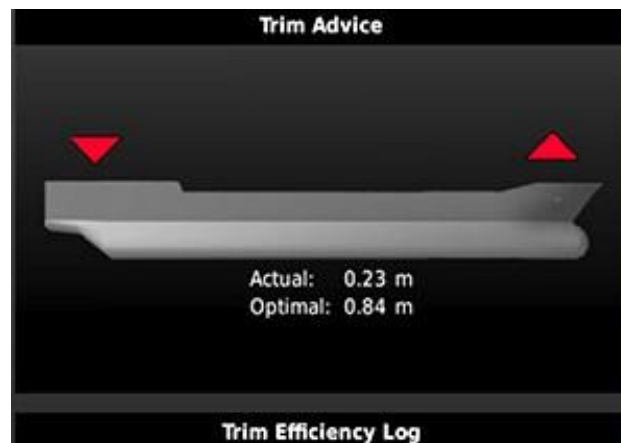 Trim Advice
Actual: 0.23 m
Optimal: 0.84 m
Trim Efficiency Log